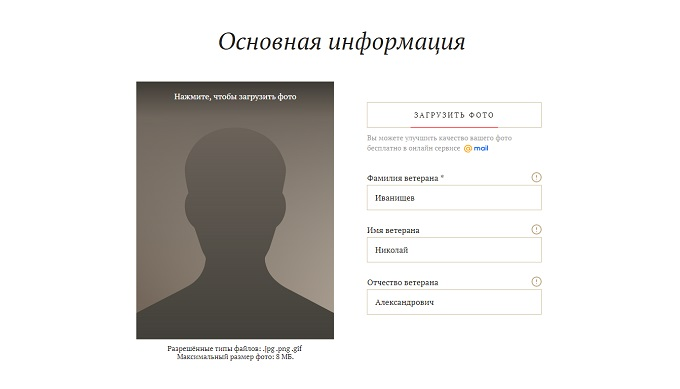 Основная информация
Нажмите, чтобы загрузить фото
ЗАГРУЗИТЬ ФОТО
Вы можете улучшить качество вашего фото
бесплатно в онлайн сервисе @mail
Фамилия ветерана *
Иванищев
Имя ветерана
Николай
Отчество ветерана
Александрович
Разрешённые типы файлов: .jpg .png .gif
Максимальный размер фото: 8 МБ.